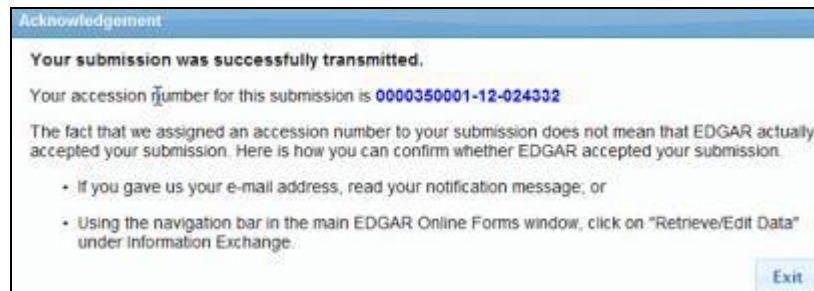 Acknowledgement
Your submission was successfully transmitted.
Your accession number for this submission is 0000350001-12-024332
The fact that we assigned an accession number to your submission does not mean that EDGAR actually
accepted your submission. Here is how you can confirm whether EDGAR accepted your submission.
• If you gave us your e-mail address, read your notification message; or
• Using the navigation bar in the main EDGAR Online Forms window, click on "Retrieve/Edit Data"
under Information Exchange.
Exit